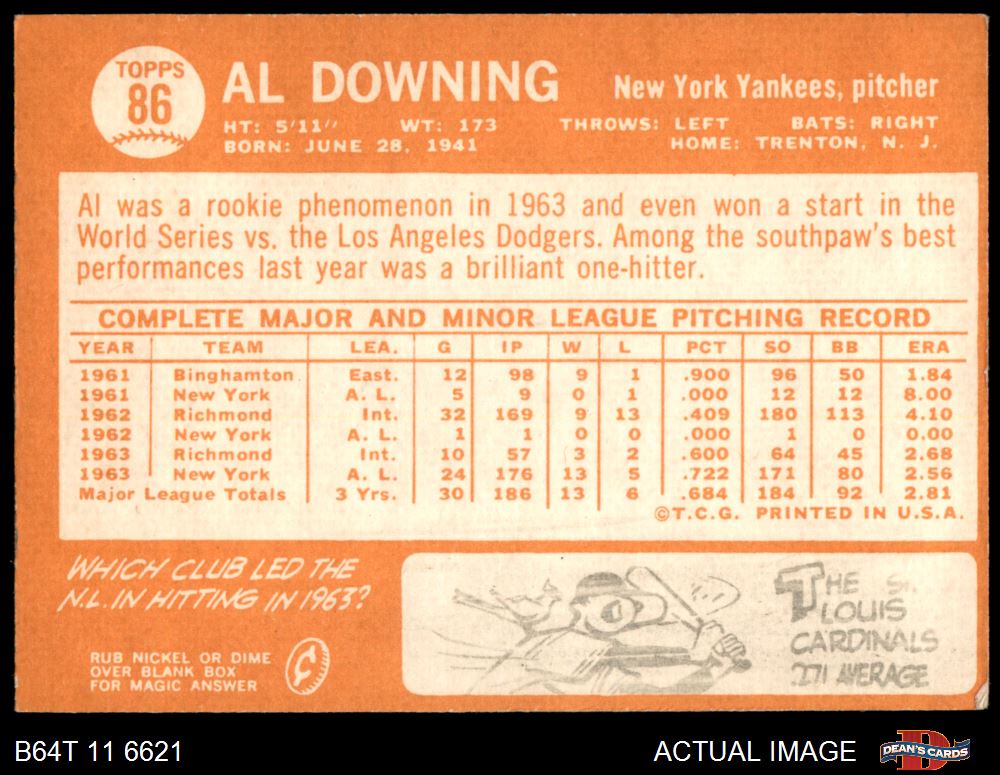 TOPPS
86
AL DOWNING
New York Yankees, pitcher
HT: 5'11" WT: 173 THROWS: LEFT BATS: RIGHT
BORN: JUNE 28, 1941 HOME: TRENTON, N. J.
Al was a rookie phenomenon in 1963 and even won a start in the
World Series vs. the Los Angeles Dodgers. Among the southpaw's best
performances last year was a brilliant one-hitter.
COMPLETE MAJOR AND MINOR LEAGUE PITCHING RECORD
YEAR TEAM LEA. G IP W L PCT SO BB ERA
1961 Binghamton East. 12 98 9 1 .900 96 50 1.84
1961 New York A. L. 5 9 0 1 .000 12 12 8.00
1962 Richmond Int. 32 169 9 13 .409 180 113 4.10
1962 New York A. L. 1 1 0 0 .000 1 0 0.00
1963 Richmond Int. 10 57 3 2 .600 64 45 2.68
1963 New York A. L. 24 176 13 5 .722 171 80 2.56
Major League Totals 3 Yrs. 30 186 13 6 .684 184 92 2.81
©T.C.G. PRINTED IN U.S.A.
WHICH CLUB LED THE
N.L. IN HITTING IN 1963?
RUB NICKEL OR DIME
OVER BLANK BOX
FOR MAGIC ANSWER
THE St.
LOUIS
CARDINALS
.271 AVERAGE
B64T 11 6621
ACTUAL IMAGE
DEAN'S CARDS